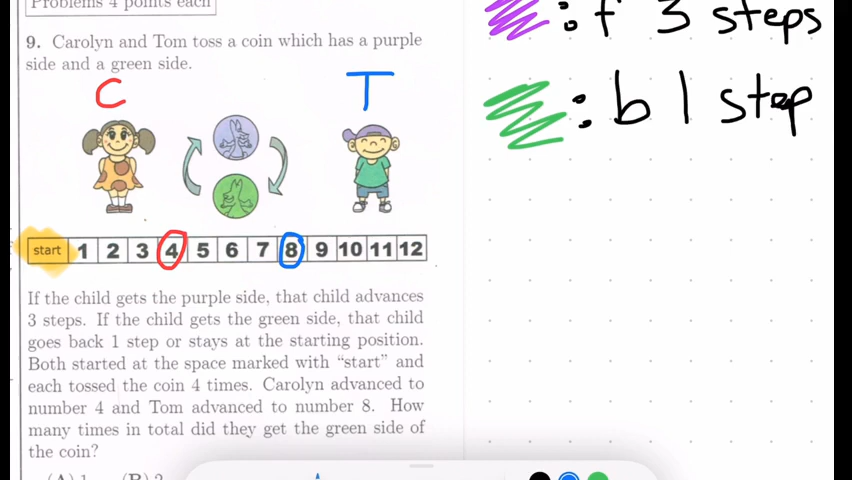 Problems 4 points each
: f 3 steps
9. Carolyn and Tom toss a coin which has a purple
side and a green side.
C
T
: b 1 step
start 1 2 3 4 5 6 7 8 9 10 11 12
If the child gets the purple side, that child advances
3 steps. If the child gets the green side, that child
goes back 1 step or stays at the starting position.
Both started at the space marked with “start” and
each tossed the coin 4 times. Carolyn advanced to
number 4 and Tom advanced to number 8. How
many times in total did they get the green side of
the coin?
(A) 1 (B) 2